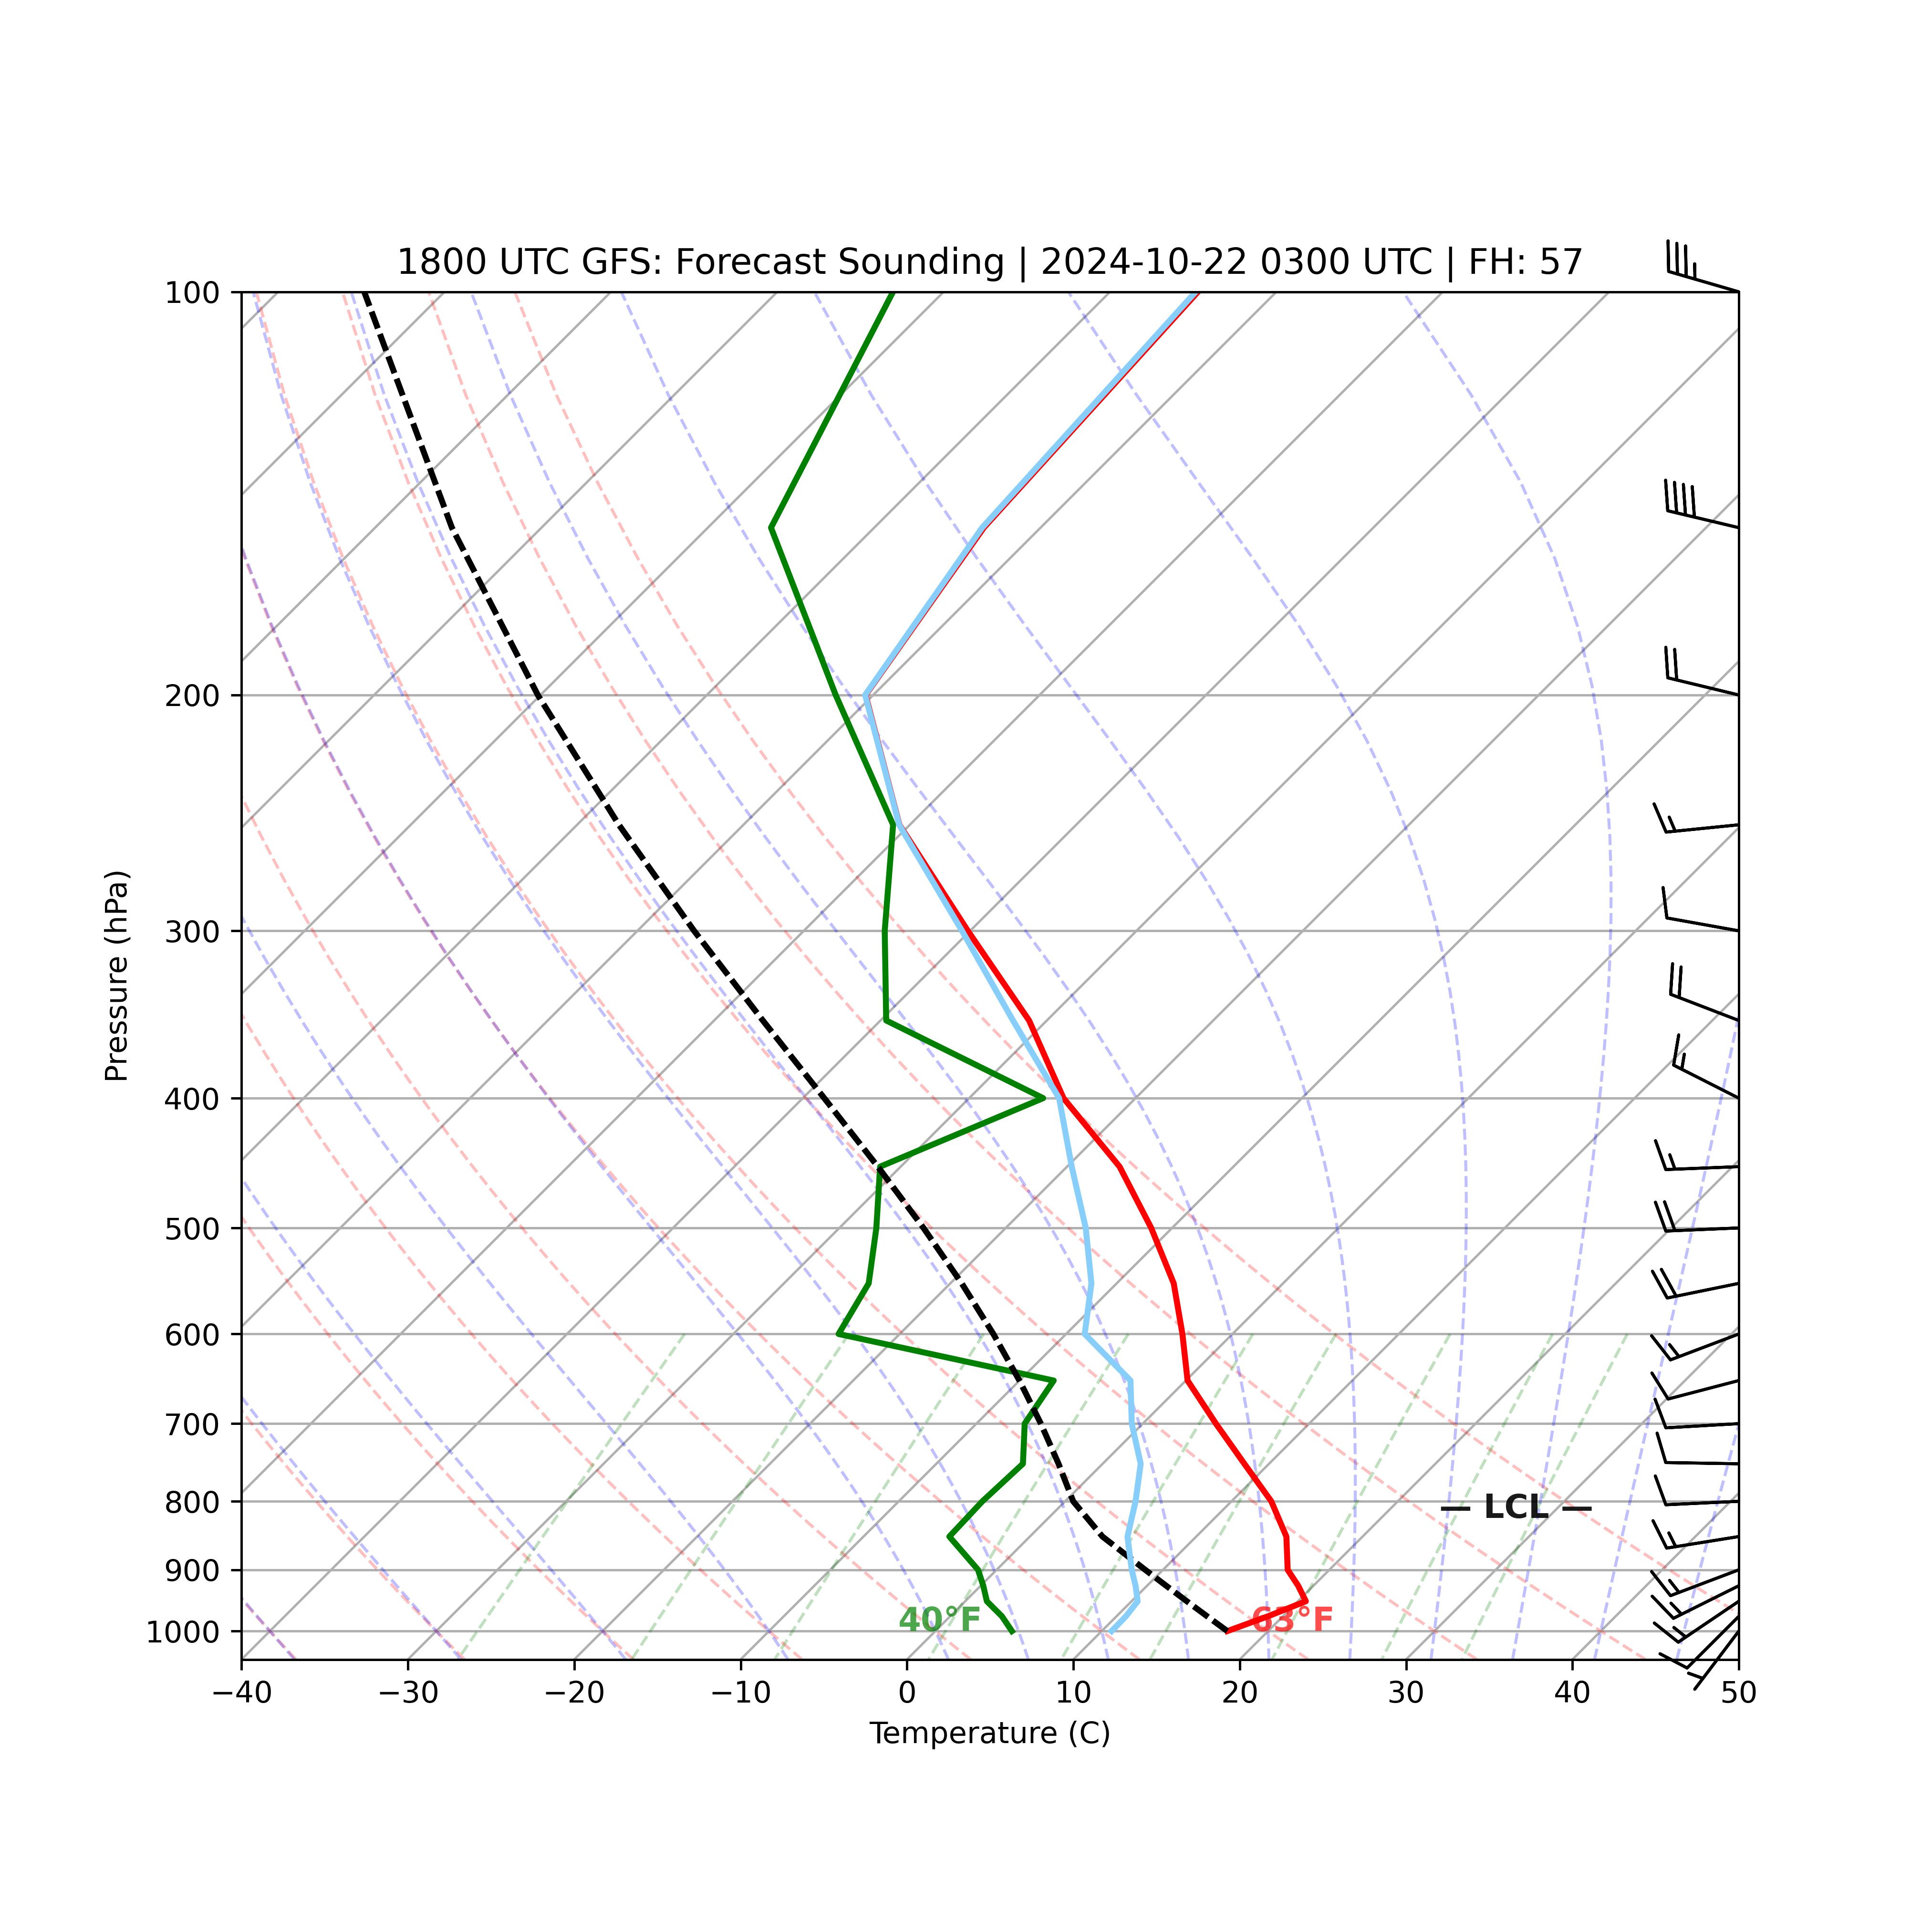 1800 UTC GFS: Forecast Sounding | 2024-10-22 0300 UTC | FH: 57
100
200
300
400
500
600
700
800
900
1000
Pressure (hPa)
— LCL —
40°F
63°F
−40 −30 −20 −10 0 10 20 30 40 50
Temperature (C)